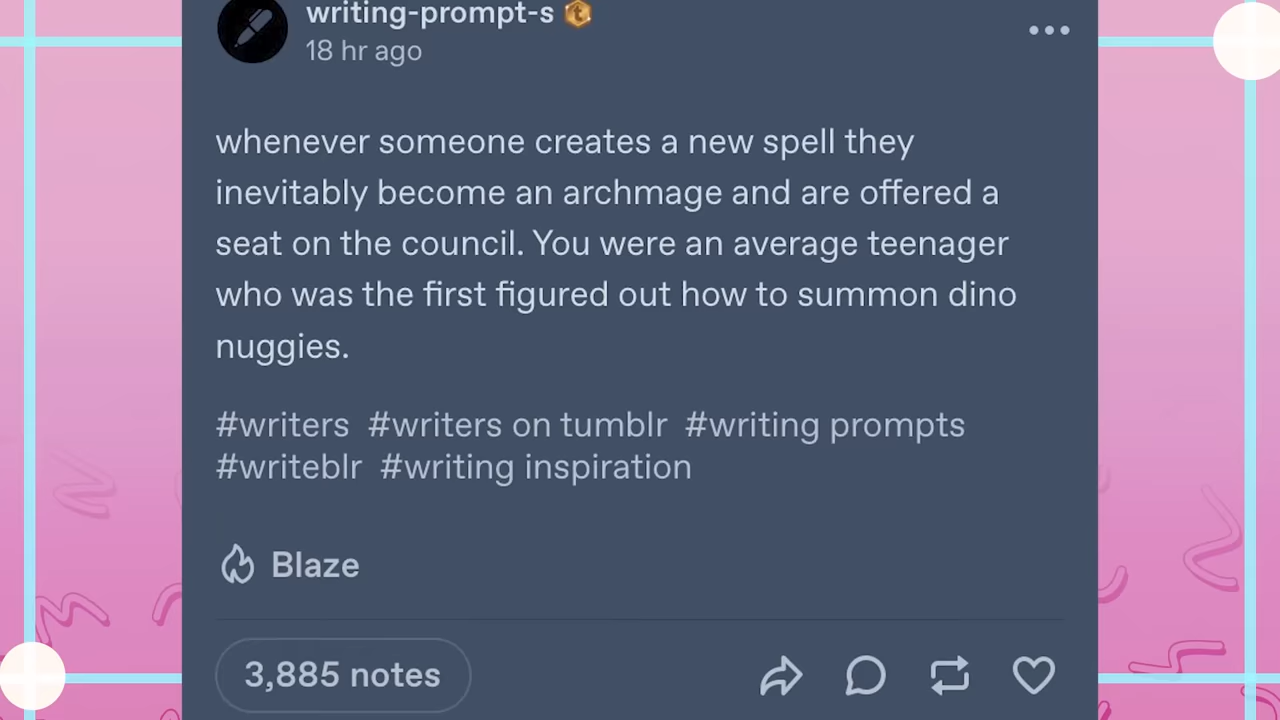 writing-prompt-s
18 hr ago
whenever someone creates a new spell they
inevitably become an archmage and are offered a
seat on the council. You were an average teenager
who was the first figured out how to summon dino
nuggies.
#writers #writers on tumblr #writing prompts
#writeblr #writing inspiration
Blaze
3,885 notes